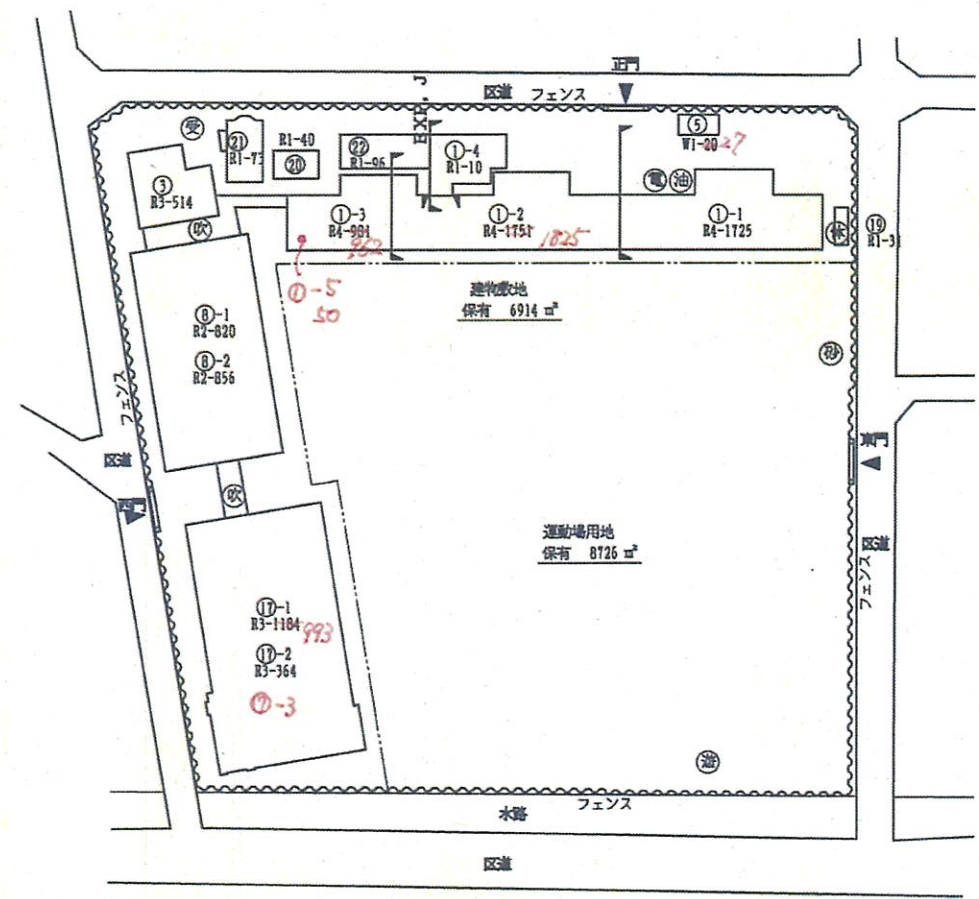 正門
区道 フェンス
受
㉑
R1-73
R1-40
⑳
㉒
R1-96
EXP.J
①-4
R1-10
⑤
W1-20 27
③
R3-514
吹
①-3
R4-901
952
①-2
R4-1751 1825
電 油
①-1
R4-1725
体
⑲
R1-31
①-5
50
建物敷地
保有 6914 ㎡
⑧-1
R2-820
⑧-2
R2-856
砂
フェンス
区道
西門
吹
東門
運動場用地
保有 8726 ㎡
区道
フェンス
⑰-1
R3-1184 993
⑰-2
R3-364
⑦-3
水路
フェンス
区道